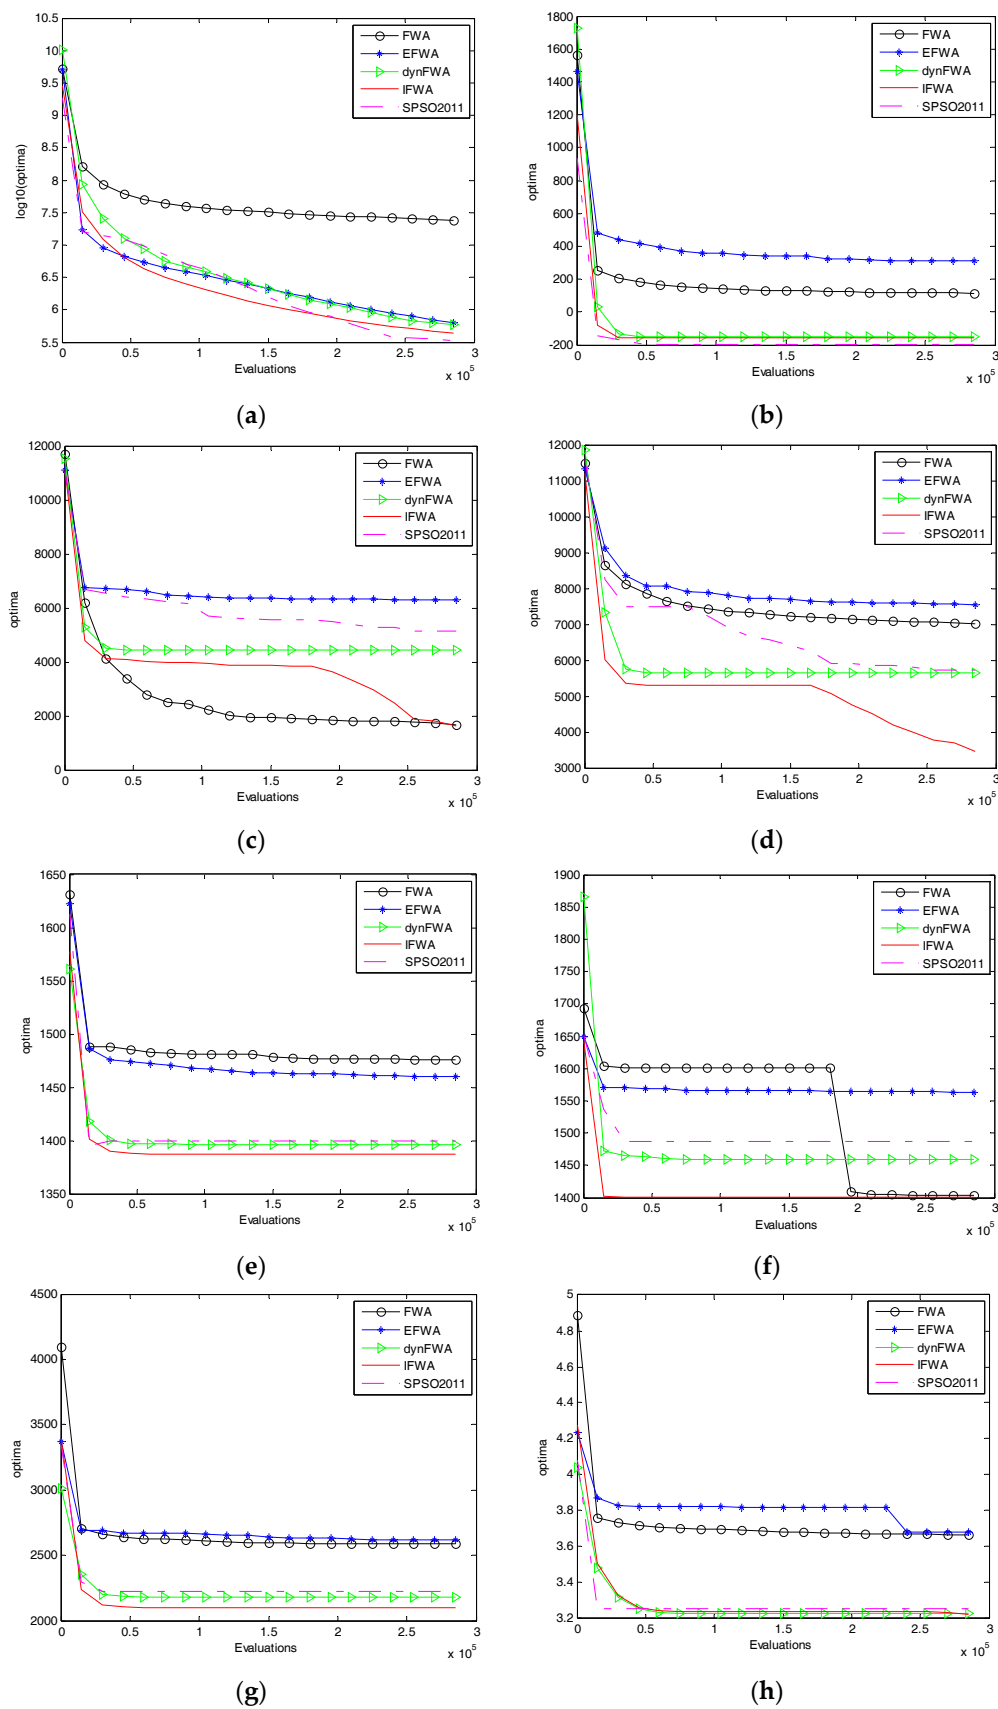 10.5
10
9.5
9
8.5
8
7.5
7
6.5
6
5.5
log10(optima)
FWA
EFWA
dynFWA
IFWA
SPSO2011
0 0.5 1 1.5 2 2.5 3
Evaluations
x 10^5
(a)
1800
1600
1400
1200
1000
800
600
400
200
0
-200
optima
FWA
EFWA
dynFWA
IFWA
SPSO2011
0 0.5 1 1.5 2 2.5 3
Evaluations
x 10^5
(b)
12000
10000
8000
6000
4000
2000
0
optima
FWA
EFWA
dynFWA
IFWA
SPSO2011
0 0.5 1 1.5 2 2.5 3
Evaluations
x 10^5
(c)
12000
11000
10000
9000
8000
7000
6000
5000
4000
3000
optima
FWA
EFWA
dynFWA
IFWA
SPSO2011
0 0.5 1 1.5 2 2.5 3
Evaluations
x 10^5
(d)
1650
1600
1550
1500
1450
1400
1350
optima
FWA
EFWA
dynFWA
IFWA
SPSO2011
0 0.5 1 1.5 2 2.5 3
Evaluations
x 10^5
(e)
1900
1850
1800
1750
1700
1650
1600
1550
1500
1450
1400
optima
FWA
EFWA
dynFWA
IFWA
SPSO2011
0 0.5 1 1.5 2 2.5 3
Evaluations
x 10^5
(f)
4500
4000
3500
3000
2500
2000
optima
FWA
EFWA
dynFWA
IFWA
SPSO2011
0 0.5 1 1.5 2 2.5 3
Evaluations
x 10^5
(g)
5
4.8
4.6
4.4
4.2
4
3.8
3.6
3.4
3.2
optima
FWA
EFWA
dynFWA
IFWA
SPSO2011
0 0.5 1 1.5 2 2.5 3
Evaluations
x 10^5
(h)